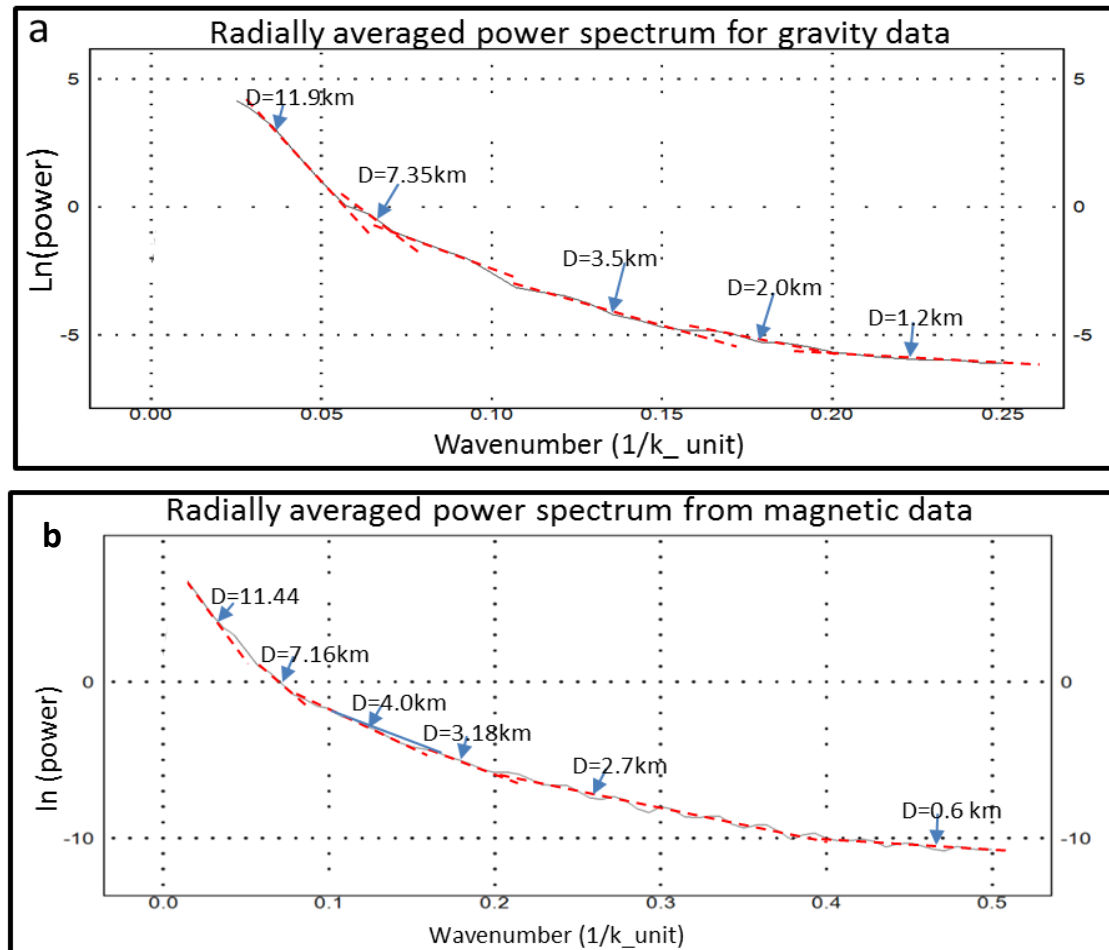 a
Radially averaged power spectrum for gravity data
5
5
D=11.9km
D=7.35km
0
0
D=3.5km
D=2.0km
D=1.2km
-5
-5
Ln(power)
0.00
0.05
0.10
0.15
0.20
0.25
Wavenumber (1/k_ unit)
b
Radially averaged power spectrum from magnetic data
D=11.44
D=7.16km
0
0
D=4.0km
D=3.18km
D=2.7km
D=0.6 km
-10
-10
ln (power)
0.0
0.1
0.2
0.3
0.4
0.5
Wavenumber (1/k_unit)